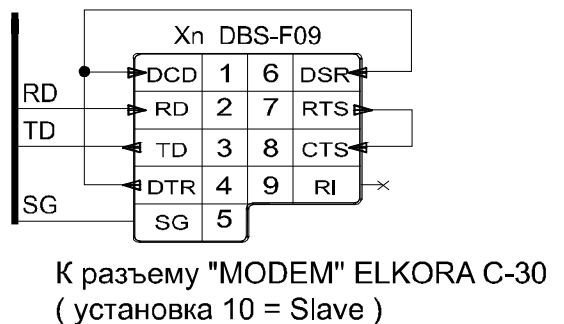 Xn DBS-F09
DCD 1 6 DSR
RD RD 2 7 RTS
TD TD 3 8 CTS
DTR 4 9 RI
SG SG 5
К разъему "MODEM" ELKORA C-30
( установка 10 = Slave )